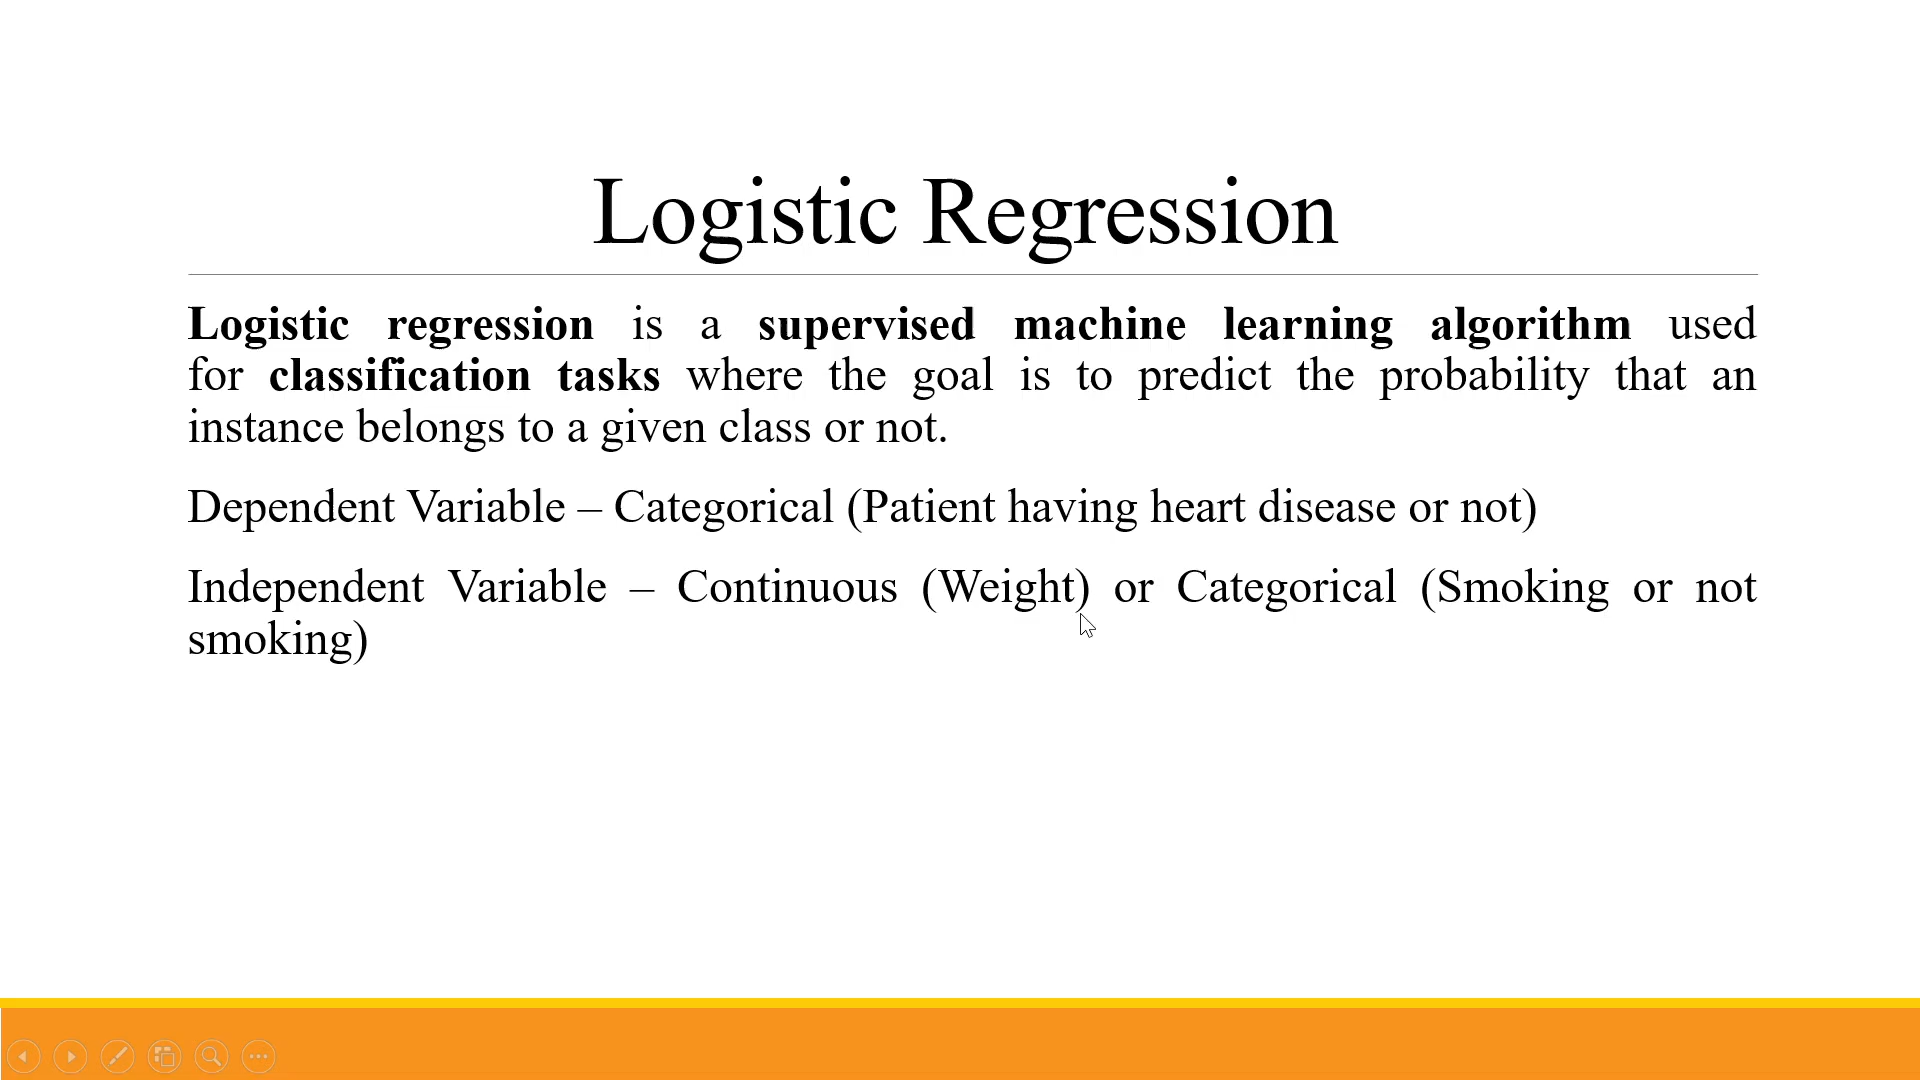 Logistic Regression
Logistic regression is a supervised machine learning algorithm used
for classification tasks where the goal is to predict the probability that an
instance belongs to a given class or not.
Dependent Variable – Categorical (Patient having heart disease or not)
Independent Variable – Continuous (Weight) or Categorical (Smoking or not
smoking)